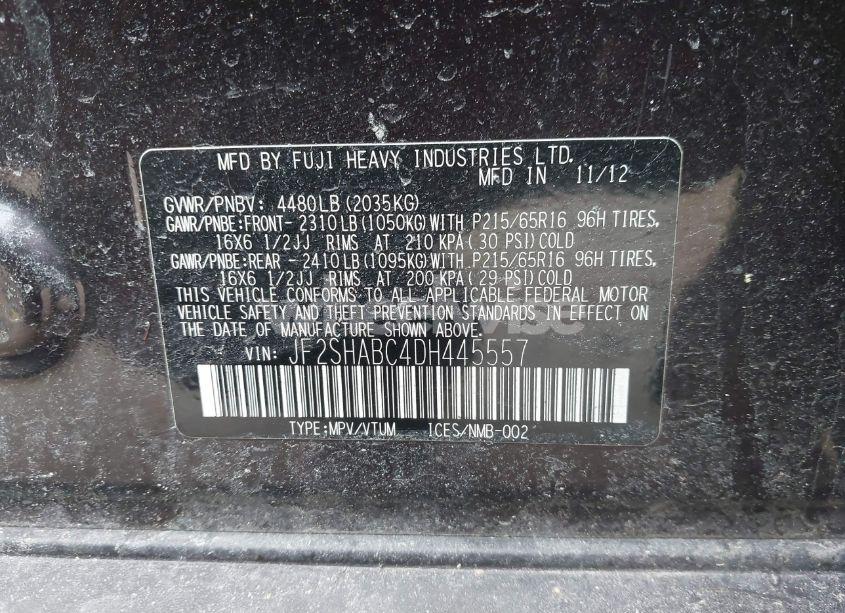 MFD BY FUJI HEAVY INDUSTRIES LTD.
MFD IN 11/12
GVWR/PNBV: 4480LB (2035KG)
GAWR/PNBE:FRONT- 2310LB (1050KG) WITH P215/65R16 96H TIRES,
16X6 1/2JJ RIMS AT 210 KPA (30 PSI) COLD
GAWR/PNBE:REAR - 2410LB (1095KG) WITH P215/65R16 96H TIRES,
16X6 1/2JJ RIMS AT 200 KPA (29 PSI) COLD
THIS VEHICLE CONFORMS TO ALL APPLICABLE FEDERAL MOTOR
VEHICLE SAFETY AND THEFT PREVENTION STANDARDS IN EFFECT ON
THE DATE OF MANUFACTURE SHOWN ABOVE.
VIN: JF2SHABC4DH445557
TYPE:MPV/VTUM ICES/NMB-002